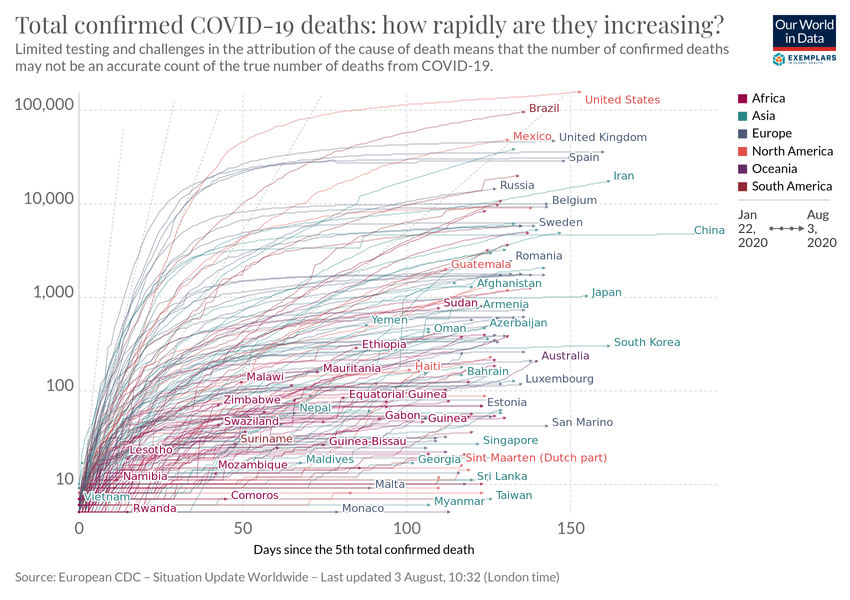 Total confirmed COVID-19 deaths: how rapidly are they increasing?
Limited testing and challenges in the attribution of the cause of death means that the number of confirmed deaths
may not be an accurate count of the true number of deaths from COVID-19.
Our World
in Data
EXEMPLARS
IN GLOBAL HEALTH
100,000
10,000
1,000
100
10
United States
Brazil
Mexico
United Kingdom
Spain
Iran
Russia
Belgium
Sweden
China
Romania
Guatemala
Afghanistan
Japan
Sudan
Armenia
Yemen
Oman
Azerbaijan
Ethiopia
South Korea
Australia
Mauritania
Haiti
Bahrain
Malawi
Luxembourg
Equatorial Guinea
Zimbabwe
Nepal
Estonia
Gabon
Guinea
Swaziland
San Marino
Suriname
Guinea-Bissau
Singapore
Lesotho
Mozambique
Maldives
Georgia
Sint Maarten (Dutch part)
Namibia
Malta
Sri Lanka
Vietnam
Comoros
Taiwan
Myanmar
Rwanda
Monaco
0
50
100
150
Days since the 5th total confirmed death
Africa
Asia
Europe
North America
Oceania
South America
Jan
22,
2020
Aug
3,
2020
Source: European CDC – Situation Update Worldwide – Last updated 3 August, 10:32 (London time)